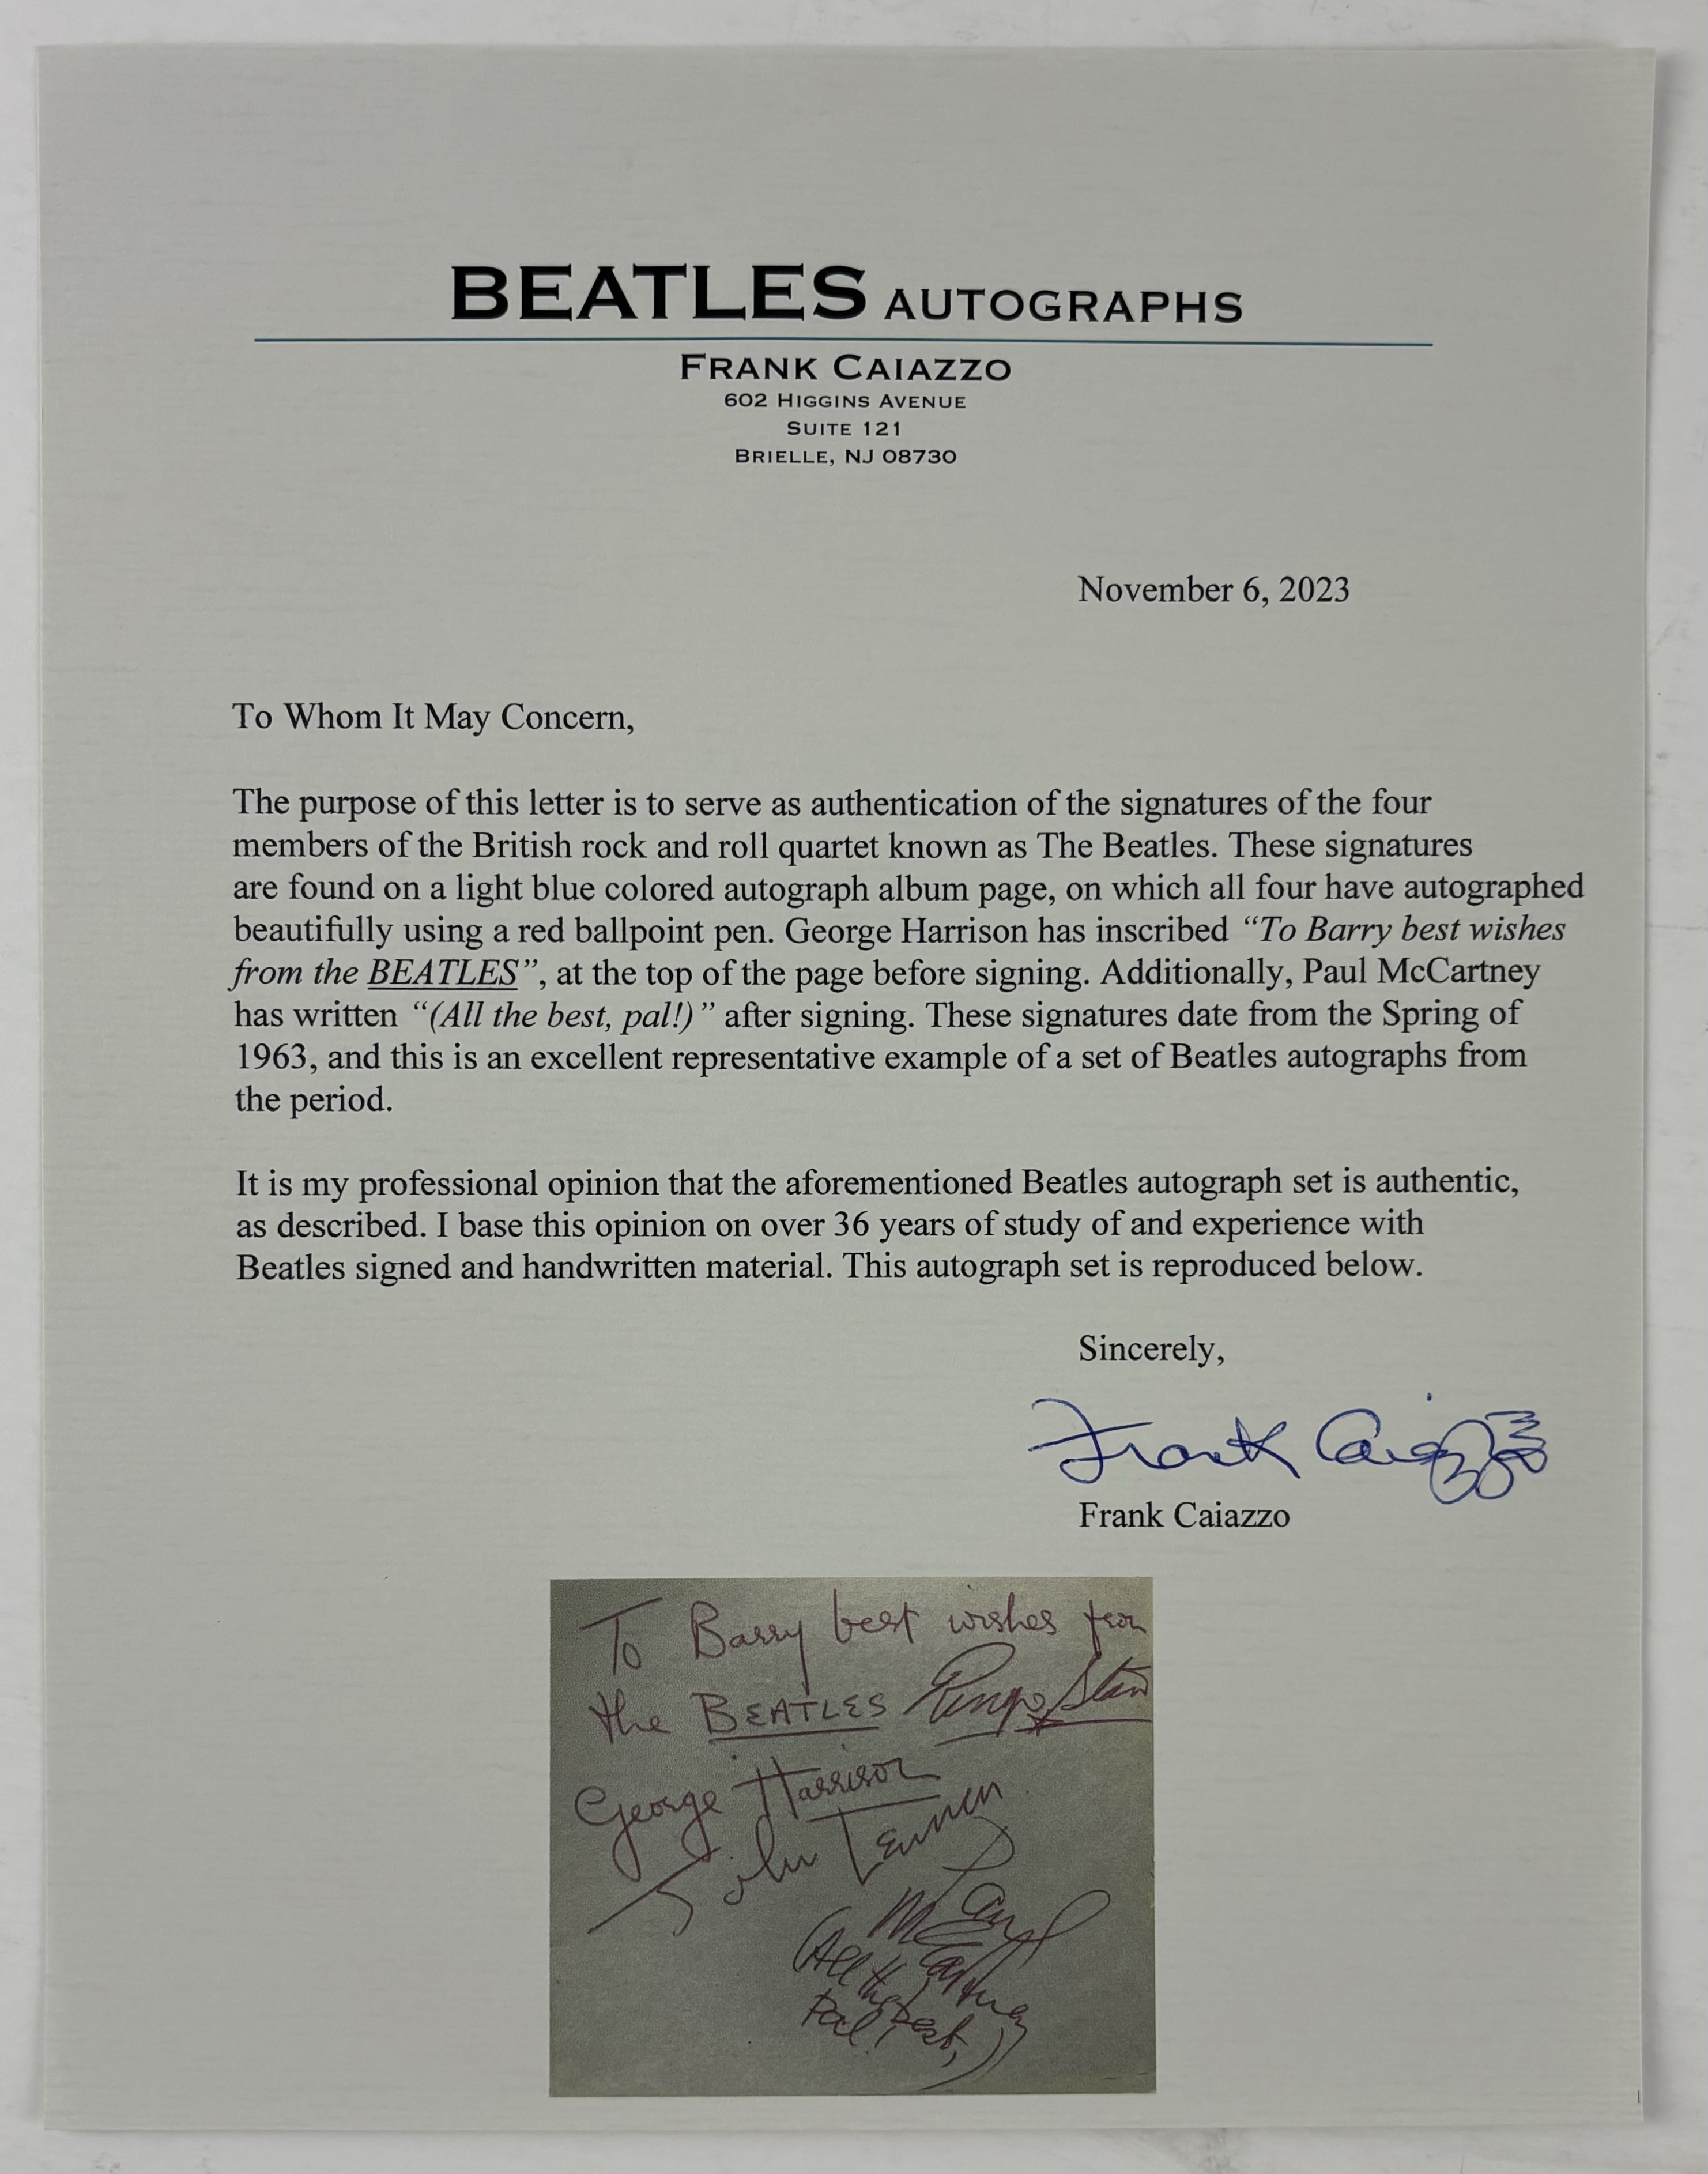 BEATLES AUTOGRAPHS
FRANK CAIAZZO
602 HIGGINS AVENUE
SUITE 121
BRIELLE, NJ 08730
November 6, 2023
To Whom It May Concern,
The purpose of this letter is to serve as authentication of the signatures of the four
members of the British rock and roll quartet known as The Beatles. These signatures
are found on a light blue colored autograph album page, on which all four have autographed
beautifully using a red ballpoint pen. George Harrison has inscribed “To Barry best wishes
from the BEATLES”, at the top of the page before signing. Additionally, Paul McCartney
has written “(All the best, pal!)” after signing. These signatures date from the Spring of
1963, and this is an excellent representative example of a set of Beatles autographs from
the period.
It is my professional opinion that the aforementioned Beatles autograph set is authentic,
as described. I base this opinion on over 36 years of study of and experience with
Beatles signed and handwritten material. This autograph set is reproduced below.
Sincerely,
Frank Caiazzo
Frank Caiazzo
To Barry best wishes from
the BEATLES Ringo Starr
George Harrison
John Lennon
Paul
McCartney
(All the best,
Pal!)